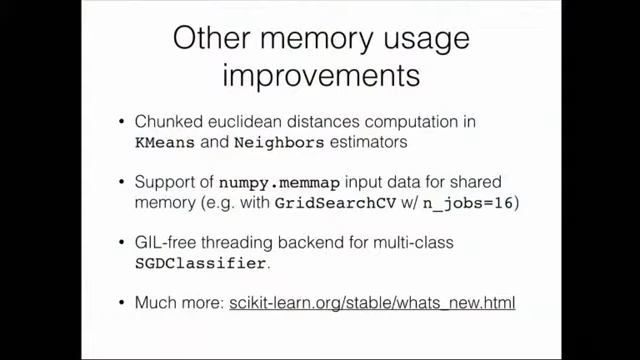 Other memory usage
improvements
• Chunked euclidean distances computation in
KMeans and Neighbors estimators
• Support of numpy.memmap input data for shared
memory (e.g. with GridSearchCV w/ n_jobs=16)
• GIL-free threading backend for multi-class
SGDClassifier.
• Much more: scikit-learn.org/stable/whats_new.html